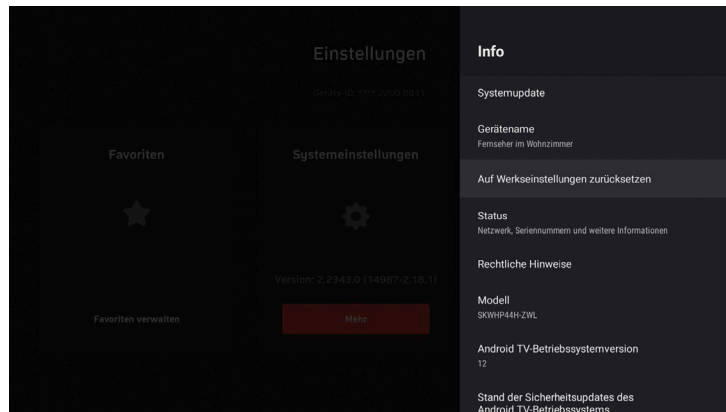 Einstellungen
Favoriten
Systemeinstellungen
Version: 2.2943.0 (14987-2.18.1)
Favoriten verwalten
Mehr
Info
Systemupdate
Gerätename
Fernseher im Wohnzimmer
Auf Werkseinstellungen zurücksetzen
Status
Netzwerk, Seriennummern und weitere Informationen
Rechtliche Hinweise
Modell
SKWHP44H-ZWL
Android TV-Betriebssystemversion
12
Stand der Sicherheitsupdates des
Android TV-Betriebssystems